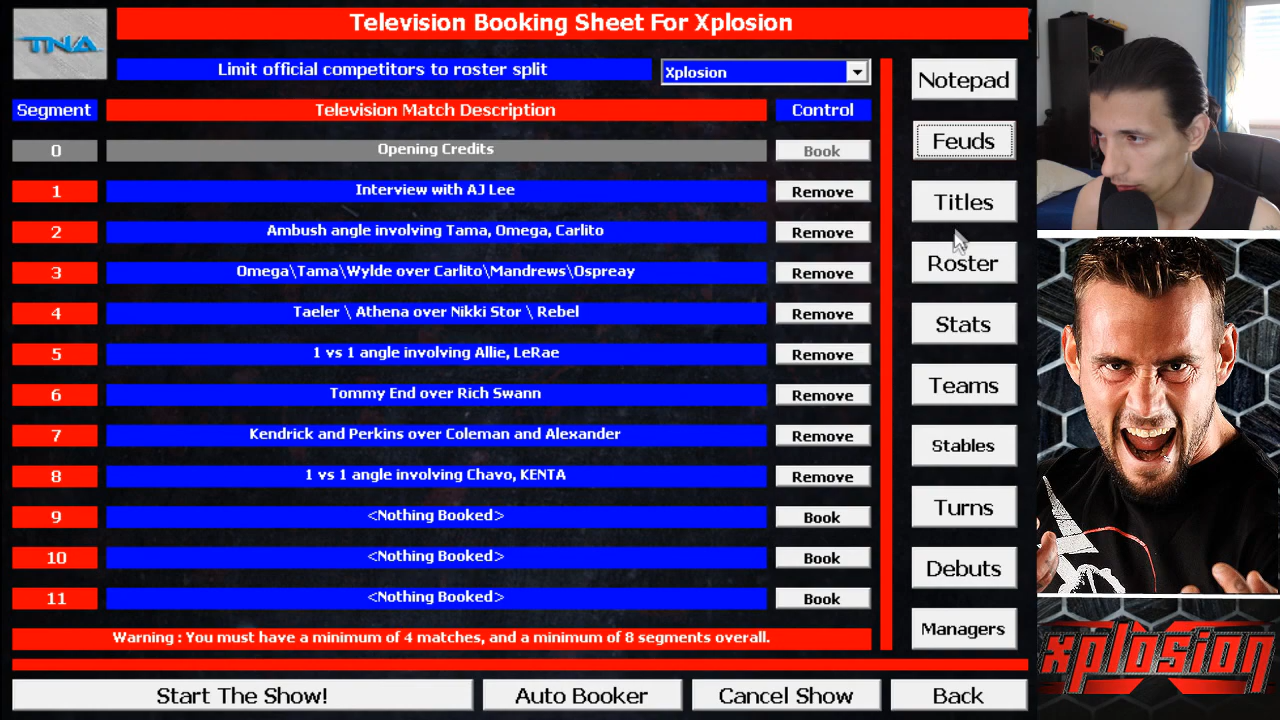 Television Booking Sheet For Xplosion
TNA
Limit official competitors to roster split
Xplosion
Notepad
Segment
Television Match Description
Control
0
Opening Credits
Book
Feuds
1
Interview with AJ Lee
Remove
Titles
2
Ambush angle involving Tama, Omega, Carlito
Remove
3
Omega\Tama\Wylde over Carlito\Mandrews\Ospreay
Remove
Roster
4
Taeler \ Athena over Nikki Stor \ Rebel
Remove
Stats
5
1 vs 1 angle involving Allie, LeRae
Remove
6
Tommy End over Rich Swann
Remove
Teams
7
Kendrick and Perkins over Coleman and Alexander
Remove
Stables
8
1 vs 1 angle involving Chavo, KENTA
Remove
9
<Nothing Booked>
Book
Turns
10
<Nothing Booked>
Book
Debuts
11
<Nothing Booked>
Book
Managers
Warning : You must have a minimum of 4 matches, and a minimum of 8 segments overall.
Start The Show!
Auto Booker
Cancel Show
Back
xplosion